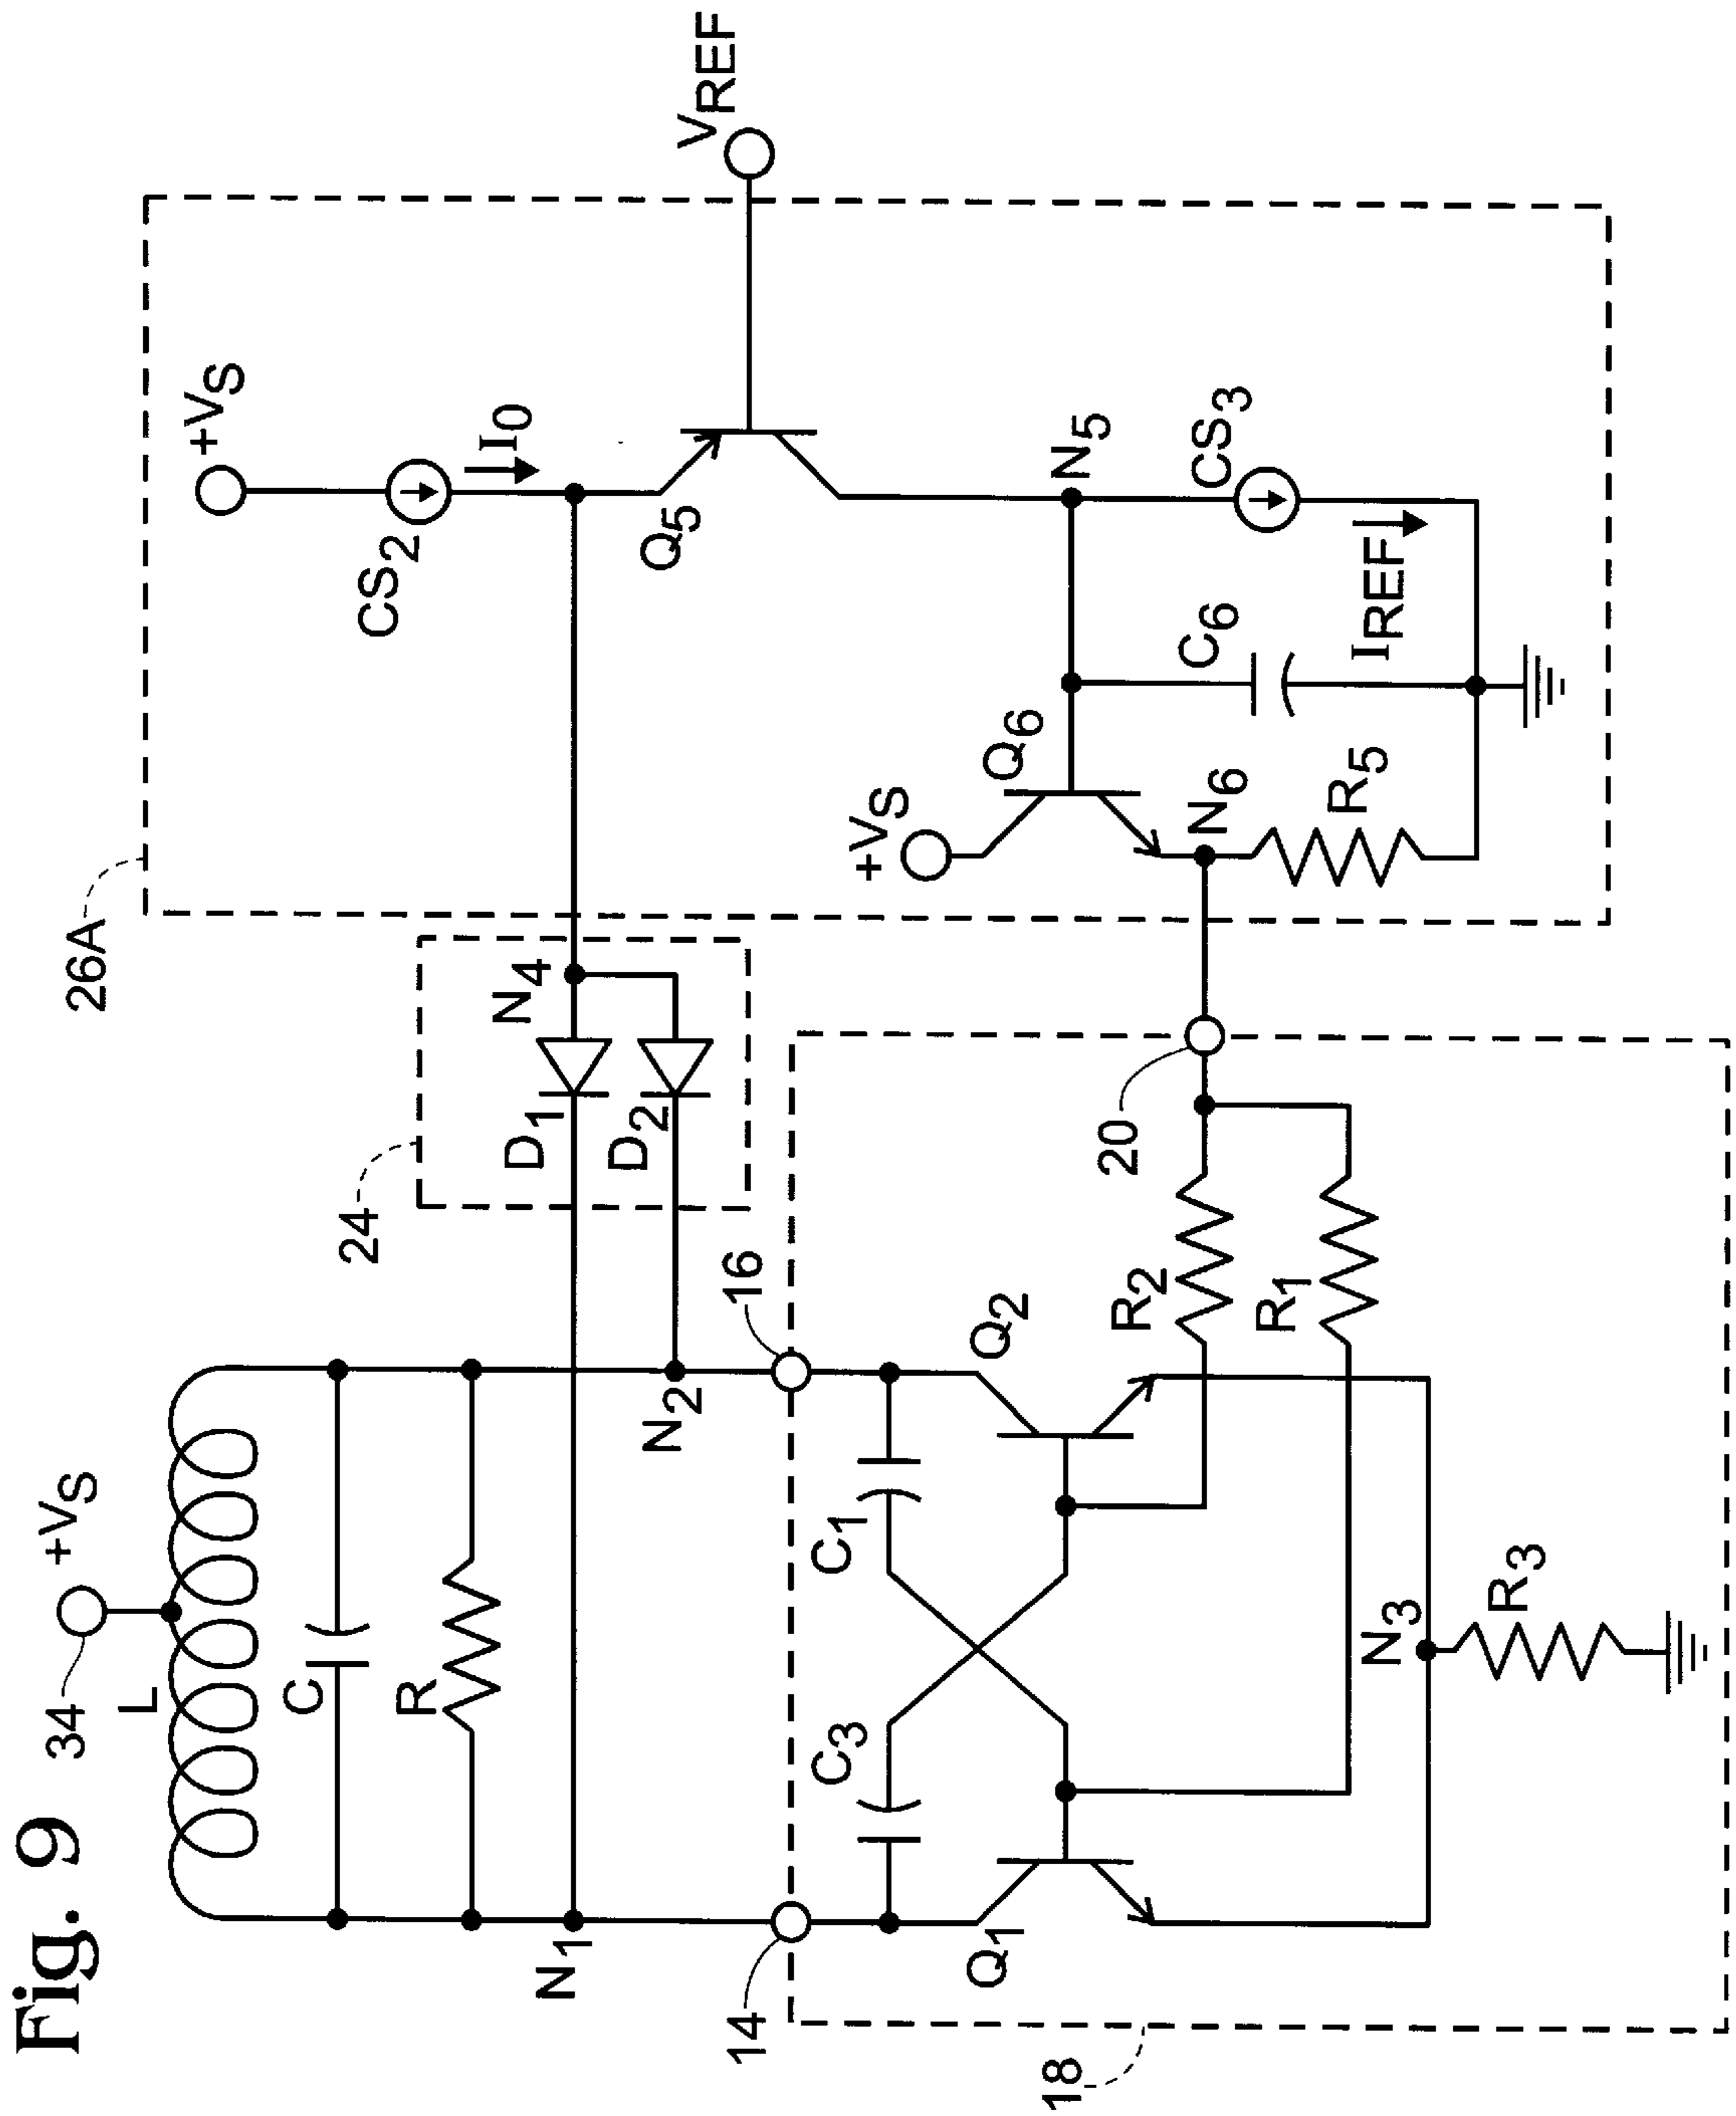 Fig. 9
34
+VS
L
C
R
N1
N2
14
16
18
24
D1
D2
N4
26A
+VS
CS2
I0
Q5
VREF
N5
CS3
IREF
C6
Q6
+VS
N6
R5
20
R2
R1
Q2
C1
C3
Q1
N3
R3